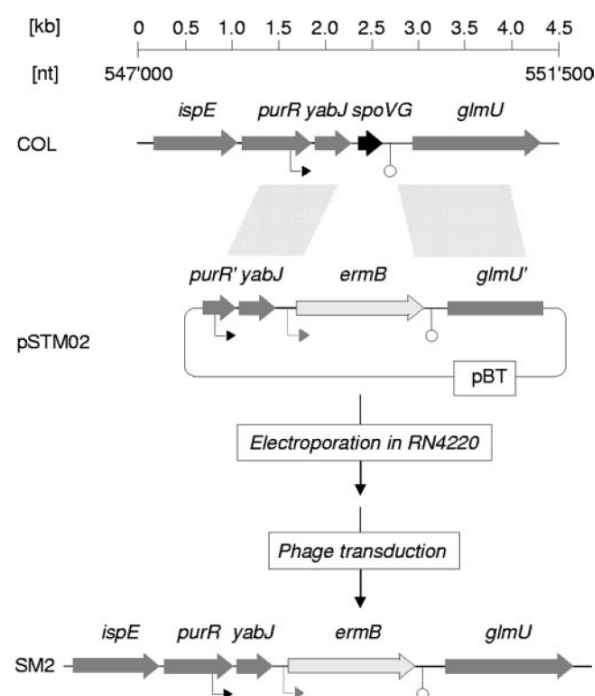 [kb] 0 0.5 1.0 1.5 2.0 2.5 3.0 3.5 4.0 4.5
[nt] 547'000 551'500
ispE purR yabJ spoVG glmU
COL
purR' yabJ ermB glmU'
pSTM02
pBT
Electroporation in RN4220
Phage transduction
ispE purR yabJ ermB glmU
SM2